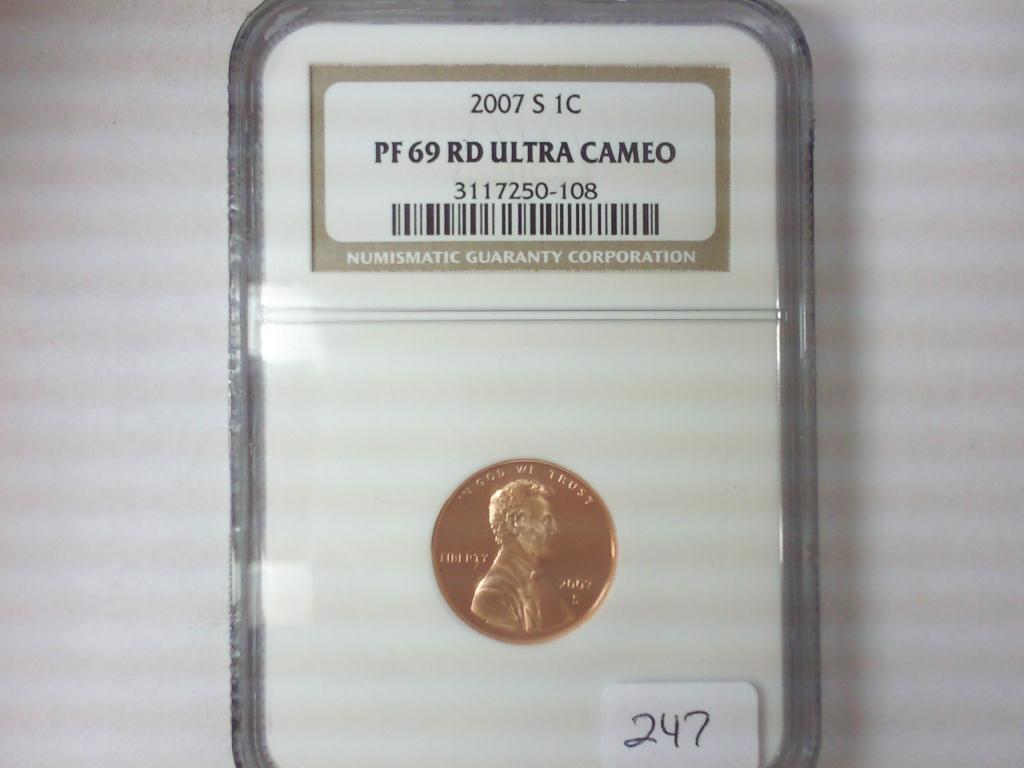 2007 S 1C
PF 69 RD ULTRA CAMEO
3117250-108
NUMISMATIC GUARANTY CORPORATION
IN GOD WE TRUST
LIBERTY
2007
S
247